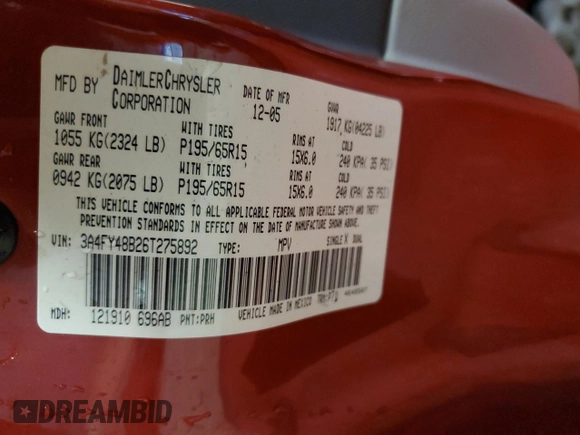 MFD BY DAIMLERCHRYSLER CORPORATION
DATE OF MFR 12-05
GVWR 1917 KG(04225 LB)
GAWR FRONT WITH TIRES RIMS AT COLD
1055 KG(2324 LB) P195/65R15 15X6.0 240 KPA( 35 PSI)
GAWR REAR WITH TIRES RIMS AT COLD
0942 KG(2075 LB) P195/65R15 15X6.0 240 KPA( 35 PSI)
THIS VEHICLE CONFORMS TO ALL APPLICABLE FEDERAL MOTOR VEHICLE SAFETY AND THEFT
PREVENTION STANDARDS IN EFFECT ON THE DATE OF MANUFACTURE SHOWN ABOVE.
VIN: 3A4FY48B26T275892 TYPE: MPV SINGLE X DUAL
VEHICLE MADE IN MEXICO TRM:
MDH: 121910 696AB PNT:PRH
DREAMBID